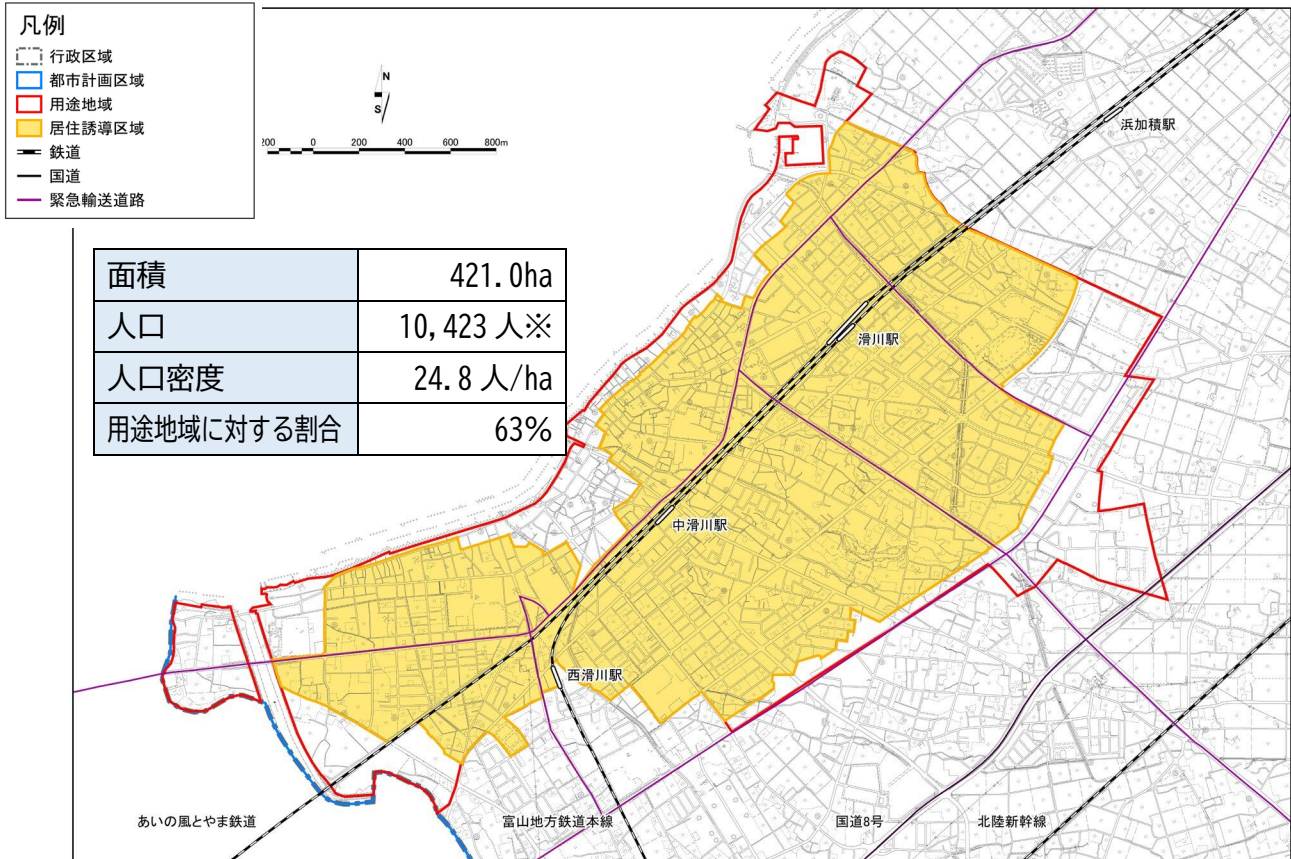 凡例
行政区域
都市計画区域
用途地域
居住誘導区域
鉄道
国道
緊急輸送道路
N
S
200 0 200 400 600 800m
面積 421.0ha
人口 10,423 人※
人口密度 24.8 人/ha
用途地域に対する割合 63%
浜加積駅
滑川駅
中滑川駅
西滑川駅
あいの風とやま鉄道
富山地方鉄道本線
国道8号
北陸新幹線